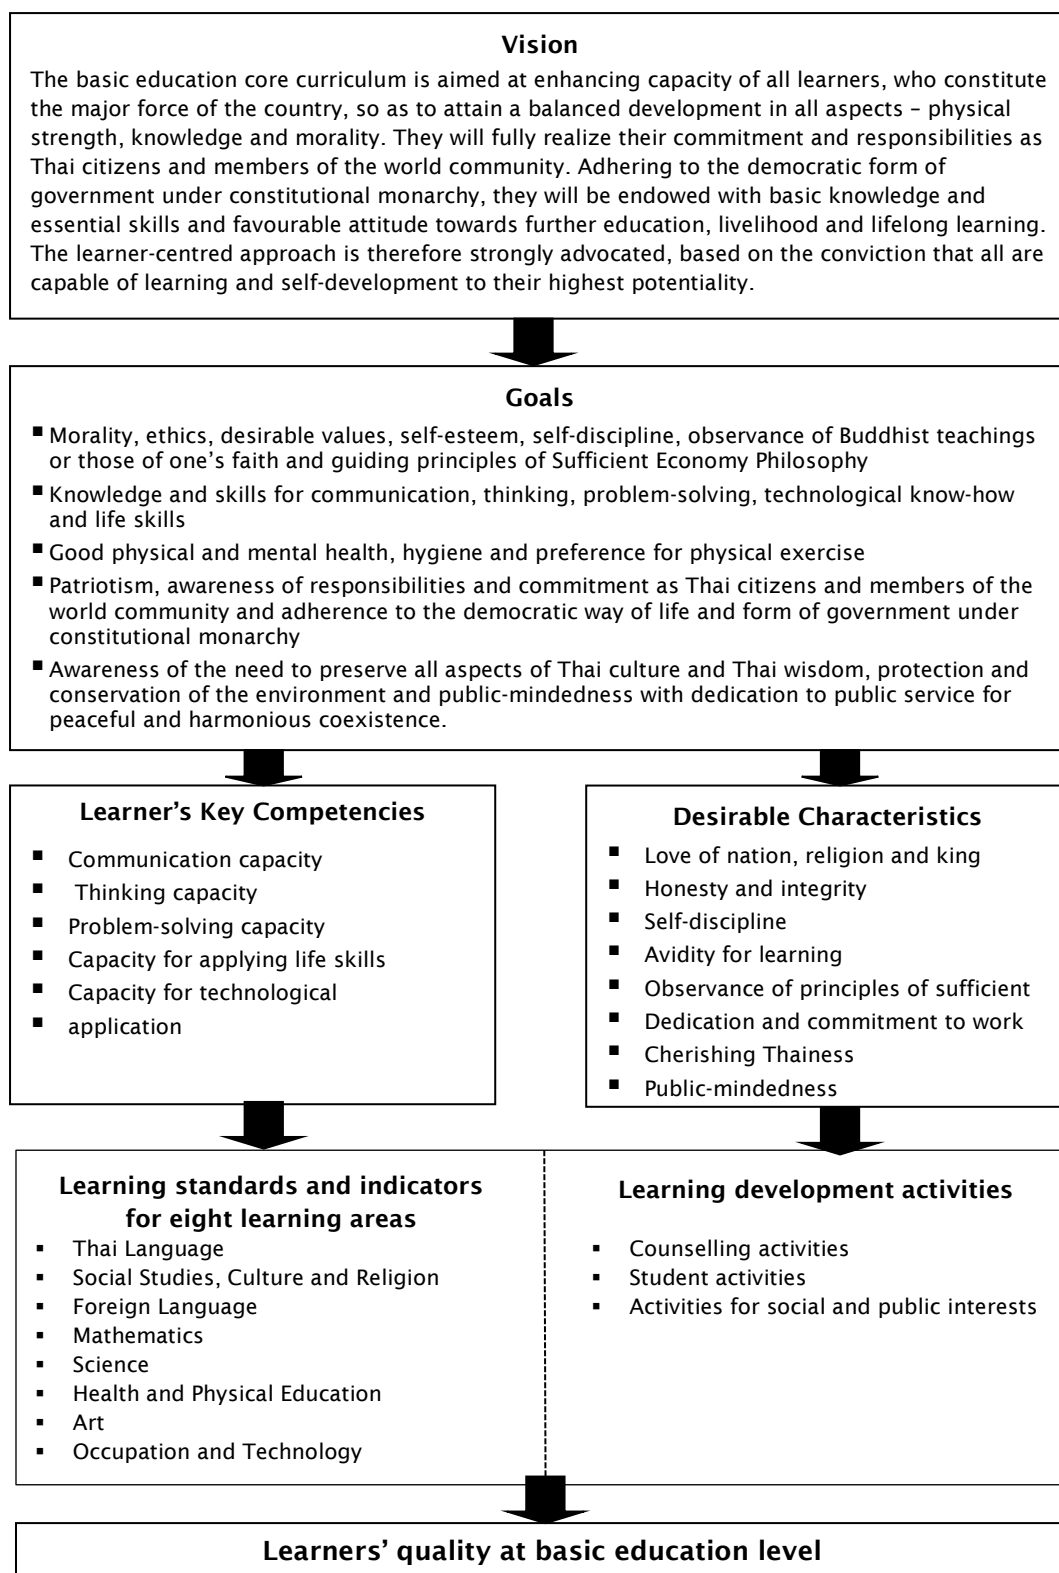 Vision
The basic education core curriculum is aimed at enhancing capacity of all learners, who constitute
the major force of the country, so as to attain a balanced development in all aspects – physical
strength, knowledge and morality. They will fully realize their commitment and responsibilities as
Thai citizens and members of the world community. Adhering to the democratic form of
government under constitutional monarchy, they will be endowed with basic knowledge and
essential skills and favourable attitude towards further education, livelihood and lifelong learning.
The learner-centred approach is therefore strongly advocated, based on the conviction that all are
capable of learning and self-development to their highest potentiality.
Goals
▪ Morality, ethics, desirable values, self-esteem, self-discipline, observance of Buddhist teachings
or those of one's faith and guiding principles of Sufficient Economy Philosophy
▪ Knowledge and skills for communication, thinking, problem-solving, technological know-how
and life skills
▪ Good physical and mental health, hygiene and preference for physical exercise
▪ Patriotism, awareness of responsibilities and commitment as Thai citizens and members of the
world community and adherence to the democratic way of life and form of government under
constitutional monarchy
▪ Awareness of the need to preserve all aspects of Thai culture and Thai wisdom, protection and
conservation of the environment and public-mindedness with dedication to public service for
peaceful and harmonious coexistence.
Learner's Key Competencies
▪ Communication capacity
▪ Thinking capacity
▪ Problem-solving capacity
▪ Capacity for applying life skills
▪ Capacity for technological
▪ application
Desirable Characteristics
▪ Love of nation, religion and king
▪ Honesty and integrity
▪ Self-discipline
▪ Avidity for learning
▪ Observance of principles of sufficient
▪ Dedication and commitment to work
▪ Cherishing Thainess
▪ Public-mindedness
Learning standards and indicators
for eight learning areas
▪ Thai Language
▪ Social Studies, Culture and Religion
▪ Foreign Language
▪ Mathematics
▪ Science
▪ Health and Physical Education
▪ Art
▪ Occupation and Technology
Learning development activities
▪ Counselling activities
▪ Student activities
▪ Activities for social and public interests
Learners' quality at basic education level